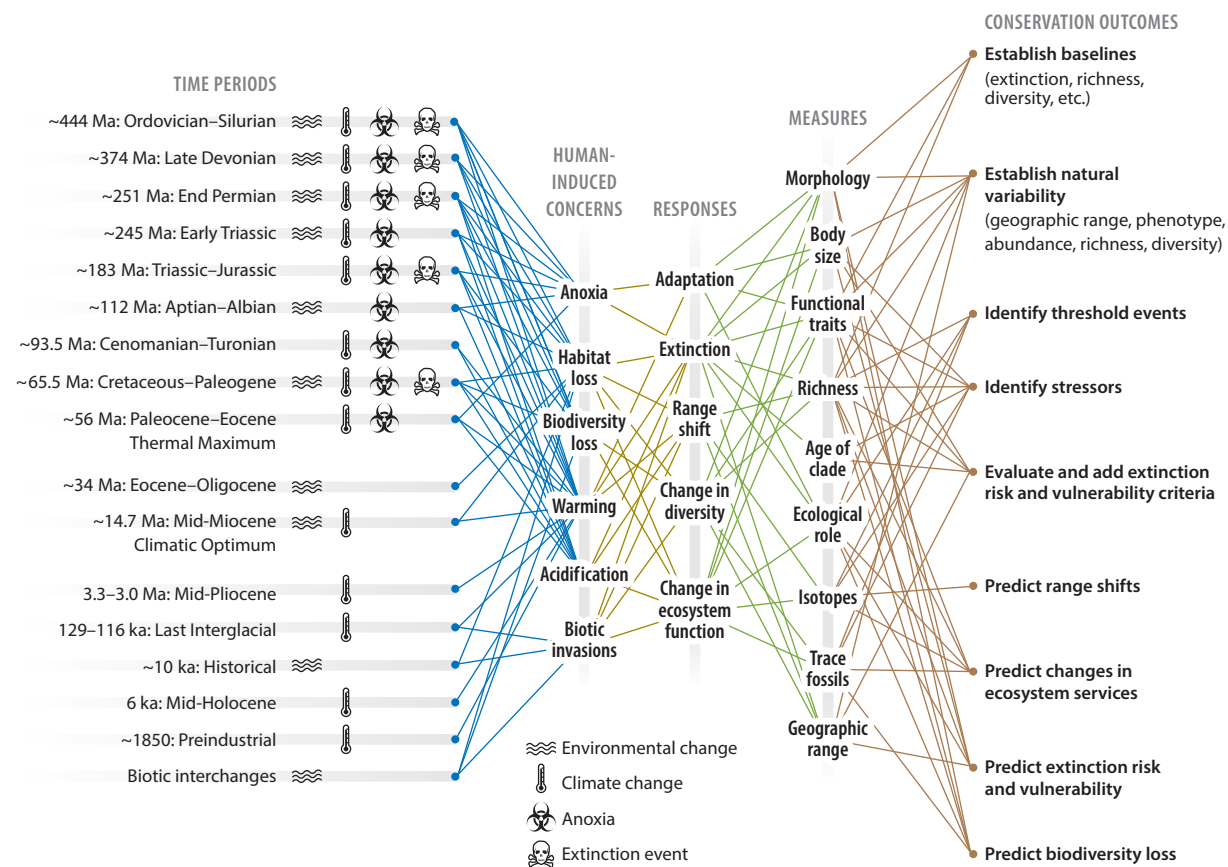 TIME PERIODS
~444 Ma: Ordovician–Silurian
~374 Ma: Late Devonian
~251 Ma: End Permian
~245 Ma: Early Triassic
~183 Ma: Triassic–Jurassic
~112 Ma: Aptian–Albian
~93.5 Ma: Cenomanian–Turonian
~65.5 Ma: Cretaceous–Paleogene
~56 Ma: Paleocene–Eocene
Thermal Maximum
~34 Ma: Eocene–Oligocene
~14.7 Ma: Mid-Miocene
Climatic Optimum
3.3–3.0 Ma: Mid-Pliocene
129–116 ka: Last Interglacial
~10 ka: Historical
6 ka: Mid-Holocene
~1850: Preindustrial
Biotic interchanges
HUMAN-
INDUCED
CONCERNS
Anoxia
Habitat
loss
Biodiversity
loss
Warming
Acidification
Biotic
invasions
RESPONSES
Adaptation
Extinction
Range
shift
Change in
diversity
Change in
ecosystem
function
MEASURES
Morphology
Body
size
Functional
traits
Richness
Age of
clade
Ecological
role
Isotopes
Trace
fossils
Geographic
range
CONSERVATION OUTCOMES
Establish baselines
(extinction, richness,
diversity, etc.)
Establish natural
variability
(geographic range, phenotype,
abundance, richness, diversity)
Identify threshold events
Identify stressors
Evaluate and add extinction
risk and vulnerability criteria
Predict range shifts
Predict changes in
ecosystem services
Predict extinction risk
and vulnerability
Predict biodiversity loss
Environmental change
Climate change
Anoxia
Extinction event